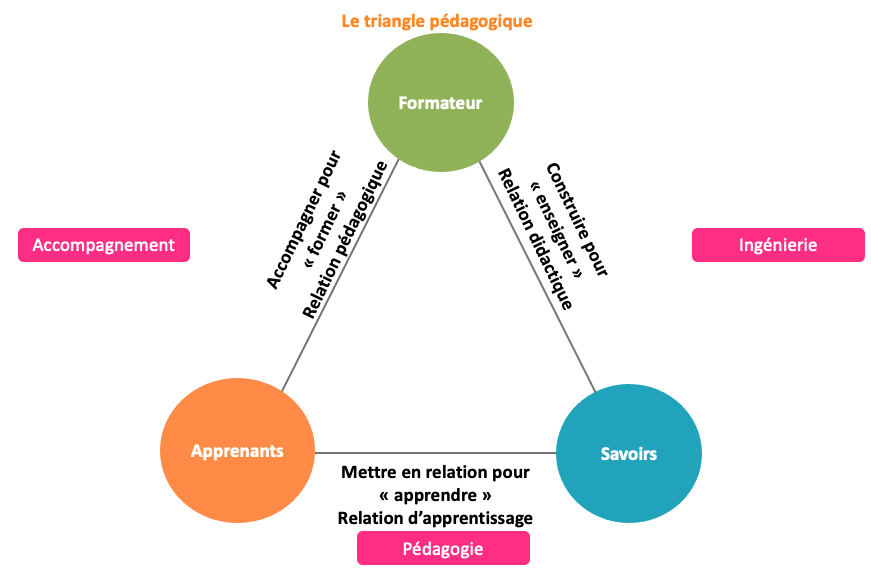 Le triangle pédagogique
Formateur
Accompagner pour
« former »
Relation pédagogique
Construire pour
« enseigner »
Relation didactique
Accompagnement
Ingénierie
Apprenants
Savoirs
Mettre en relation pour
« apprendre »
Relation d’apprentissage
Pédagogie